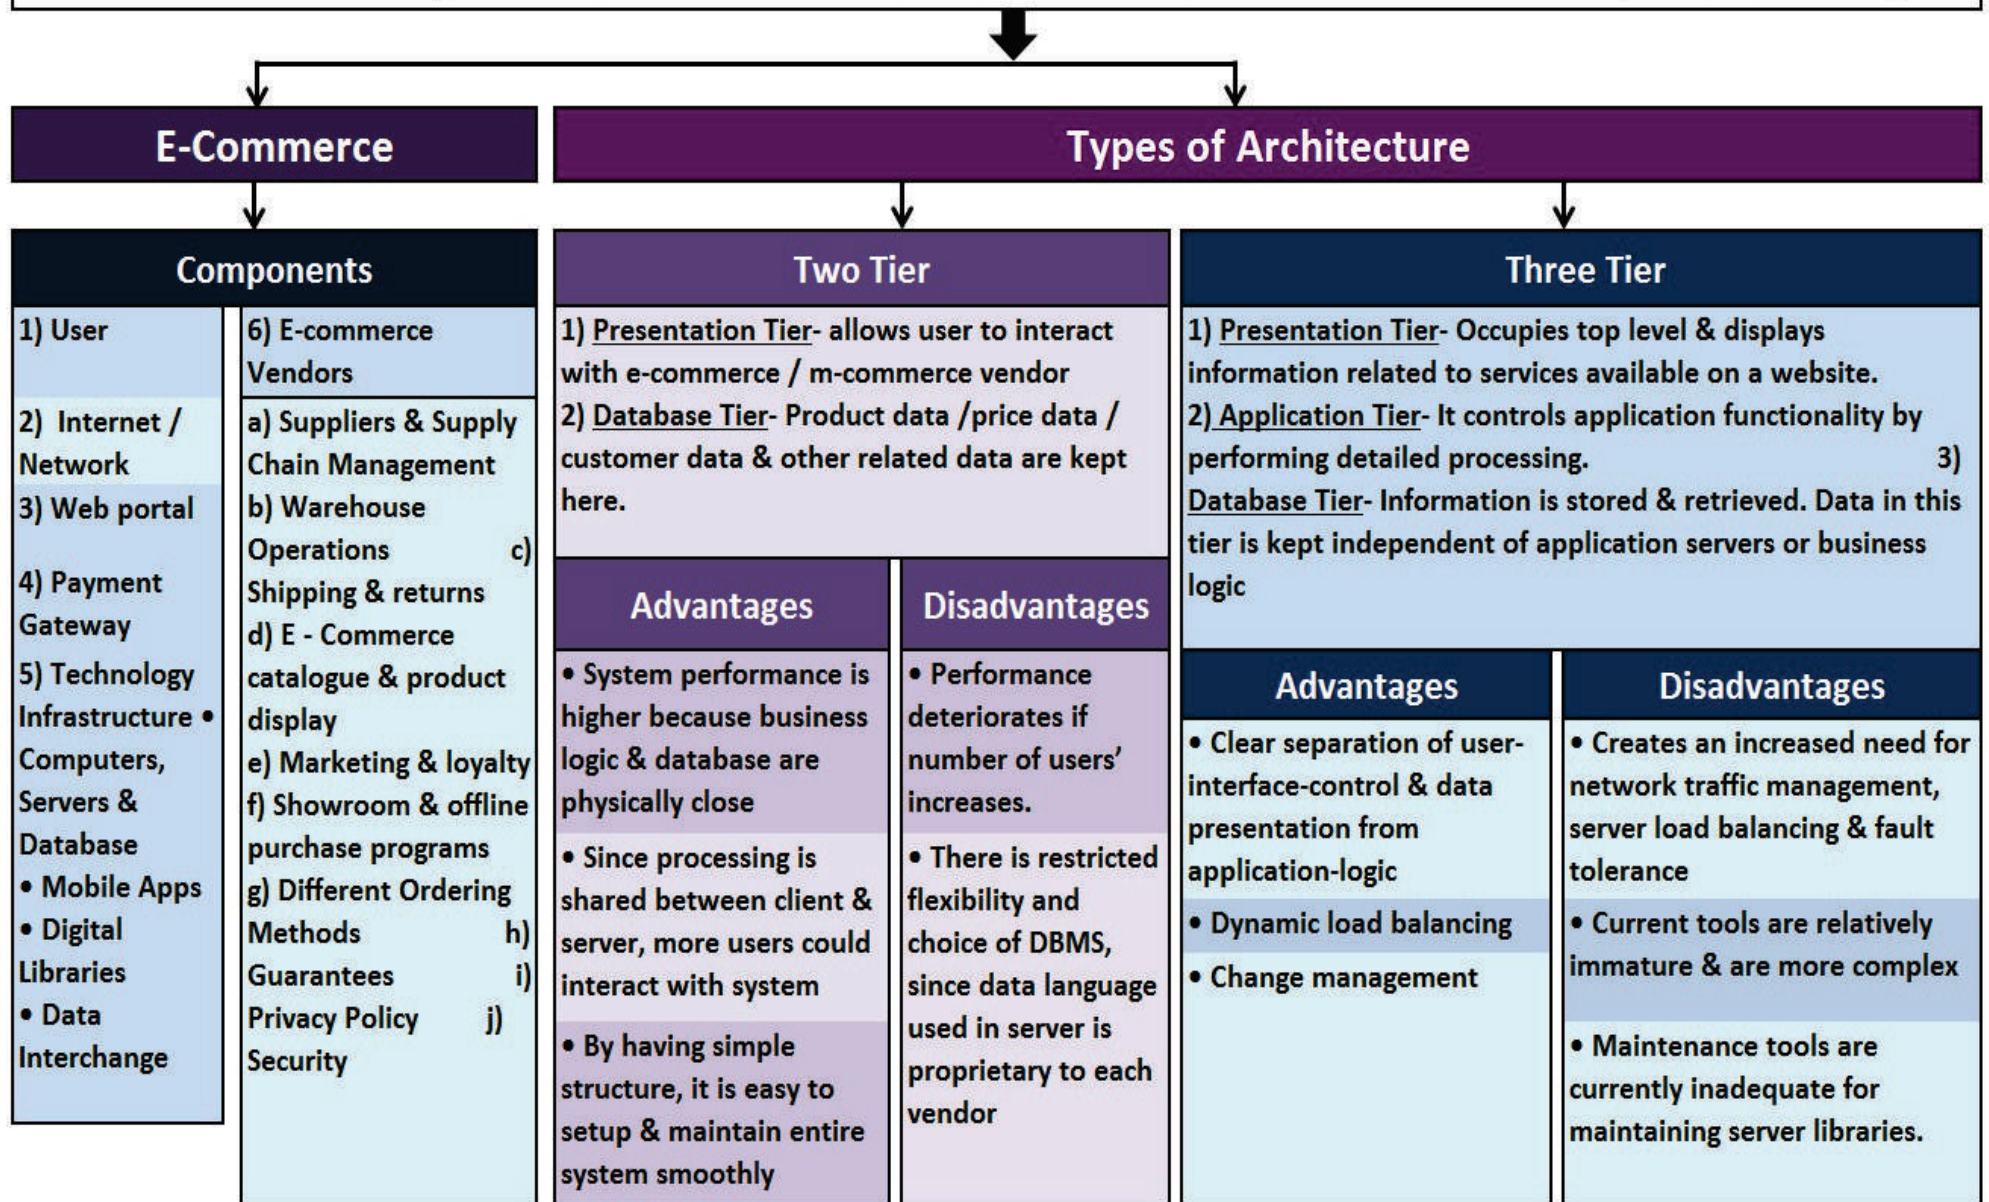 E-Commerce
Types of Architecture
Components
1) User
2) Internet /
Network
3) Web portal
4) Payment
Gateway
5) Technology
Infrastructure •
Computers,
Servers &
Database
• Mobile Apps
• Digital
Libraries
• Data
Interchange
6) E-commerce
Vendors
a) Suppliers & Supply
Chain Management
b) Warehouse
Operations c)
Shipping & returns
d) E - Commerce
catalogue & product
display
e) Marketing & loyalty
f) Showroom & offline
purchase programs
g) Different Ordering
Methods h)
Guarantees i)
Privacy Policy j)
Security
Two Tier
1) Presentation Tier- allows user to interact
with e-commerce / m-commerce vendor
2) Database Tier- Product data /price data /
customer data & other related data are kept
here.
Advantages
• System performance is
higher because business
logic & database are
physically close
• Since processing is
shared between client &
server, more users could
interact with system
• By having simple
structure, it is easy to
setup & maintain entire
system smoothly
Disadvantages
• Performance
deteriorates if
number of users’
increases.
• There is restricted
flexibility and
choice of DBMS,
since data language
used in server is
proprietary to each
vendor
Three Tier
1) Presentation Tier- Occupies top level & displays
information related to services available on a website.
2) Application Tier- It controls application functionality by
performing detailed processing. 3)
Database Tier- Information is stored & retrieved. Data in this
tier is kept independent of application servers or business
logic
Advantages
• Clear separation of user-
interface-control & data
presentation from
application-logic
• Dynamic load balancing
• Change management
Disadvantages
• Creates an increased need for
network traffic management,
server load balancing & fault
tolerance
• Current tools are relatively
immature & are more complex
• Maintenance tools are
currently inadequate for
maintaining server libraries.